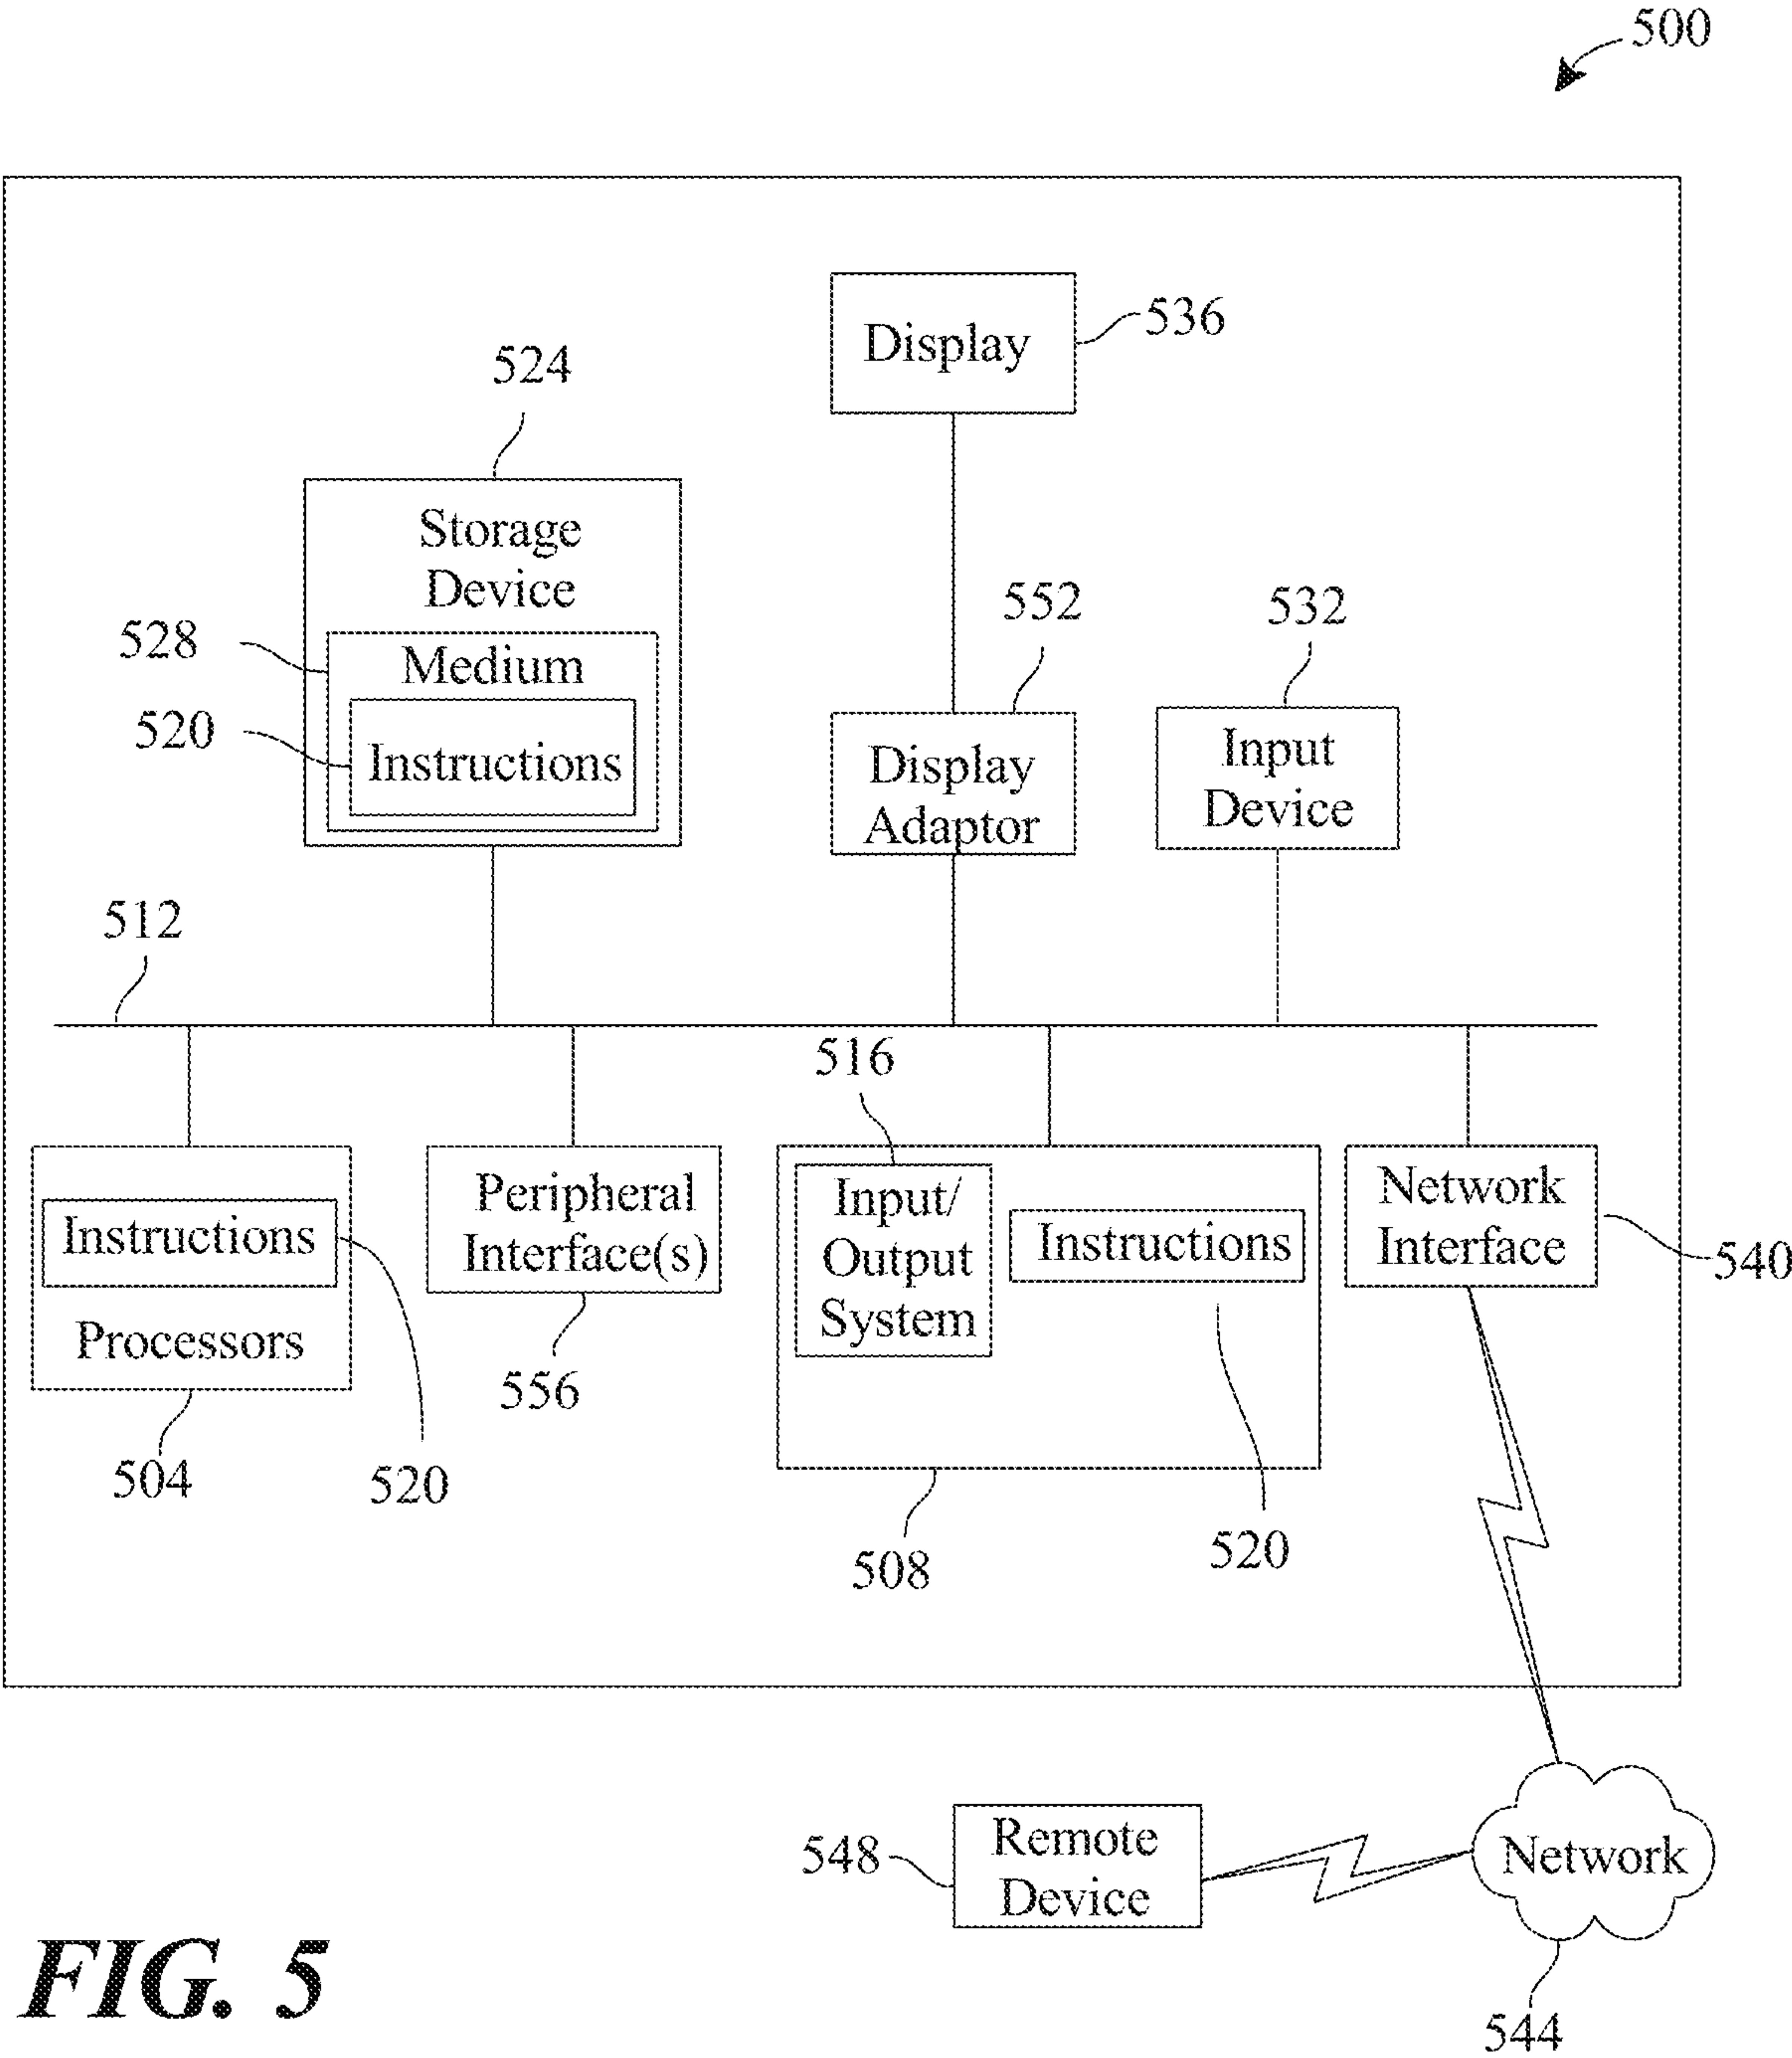 500
Display
536
524
Storage
Device
528
Medium
520
Instructions
552
Display
Adaptor
532
Input
Device
512
516
Instructions
Processors
504
520
Peripheral
Interface(s)
556
Input/
Output
System
Instructions
508
520
Network
Interface
540
548
Remote
Device
Network
544
FIG. 5